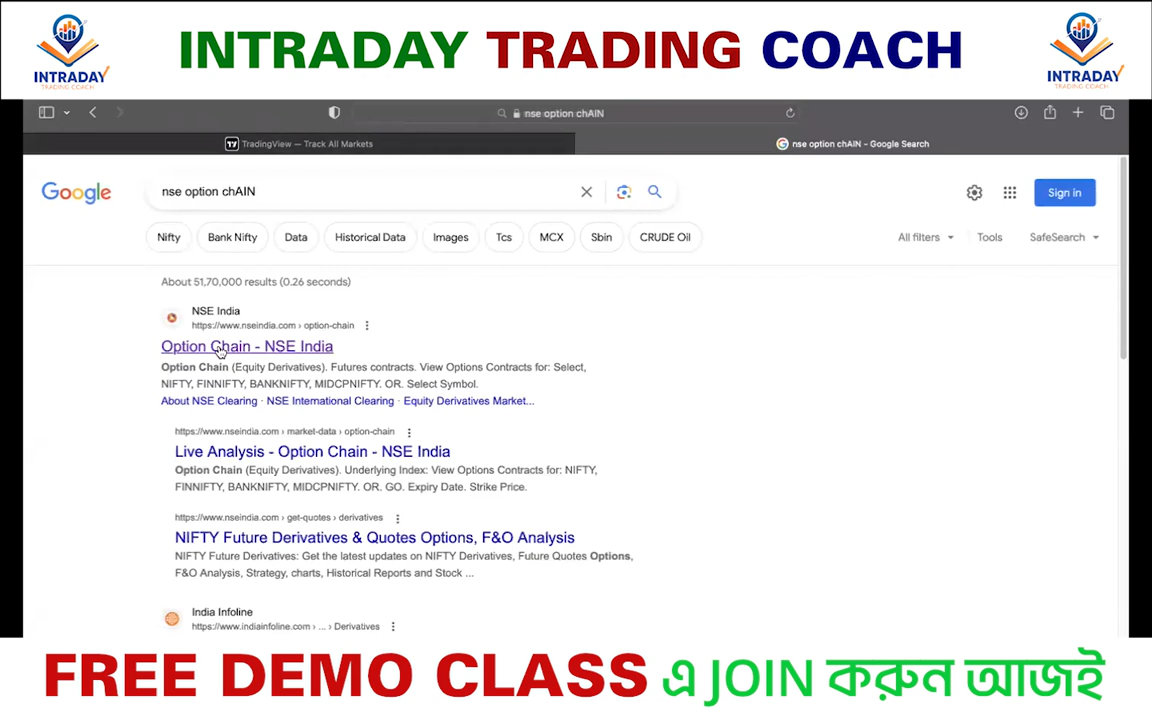 INTRADAY TRADING COACH
INTRADAY
TRADING COACH
INTRADAY
TRADING COACH
nse option chAIN
TradingView — Track All Markets
nse option chAIN - Google Search
Google
nse option chAIN
Sign in
Nifty Bank Nifty Data Historical Data Images Tcs MCX Sbin CRUDE Oil
All filters Tools SafeSearch
About 51,70,000 results (0.26 seconds)
NSE India
https://www.nseindia.com › option-chain
Option Chain - NSE India
Option Chain (Equity Derivatives). Futures contracts. View Options Contracts for: Select,
NIFTY, FINNIFTY, BANKNIFTY, MIDCPNIFTY. OR. Select Symbol.
About NSE Clearing · NSE International Clearing · Equity Derivatives Market...
https://www.nseindia.com › market-data › option-chain
Live Analysis - Option Chain - NSE India
Option Chain (Equity Derivatives). Underlying Index: View Options Contracts for: NIFTY,
FINNIFTY, BANKNIFTY, MIDCPNIFTY. OR. GO. Expiry Date. Strike Price.
https://www.nseindia.com › get-quotes › derivatives
NIFTY Future Derivatives & Quotes Options, F&O Analysis
NIFTY Future Derivatives: Get the latest updates on NIFTY Derivatives, Future Quotes Options,
F&O Analysis, Strategy, charts, Historical Reports and Stock ...
India Infoline
https://www.indiainfoline.com › ... › Derivatives
FREE DEMO CLASS এ JOIN করুন আজই